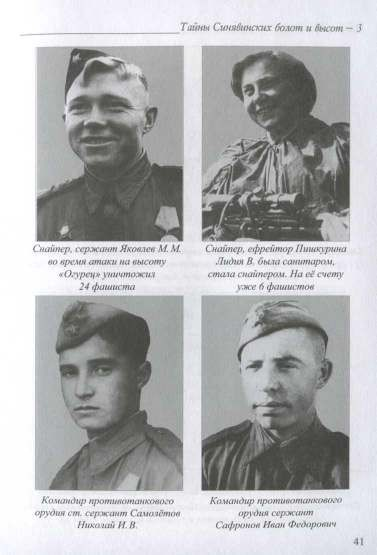 Тайны Синявинских болот и высот – 3
Снайпер, сержант Яковлев М. М.
во время атаки на высоту
«Огурец» уничтожил
24 фашиста
Снайпер, ефрейтор Пишкурина
Лидия В. была санитаром,
стала снайпером. На её счету
уже 6 фашистов
Командир противотанкового
орудия ст. сержант Самолётов
Николай И. В.
Командир противотанкового
орудия сержант
Сафронов Иван Федорович
41